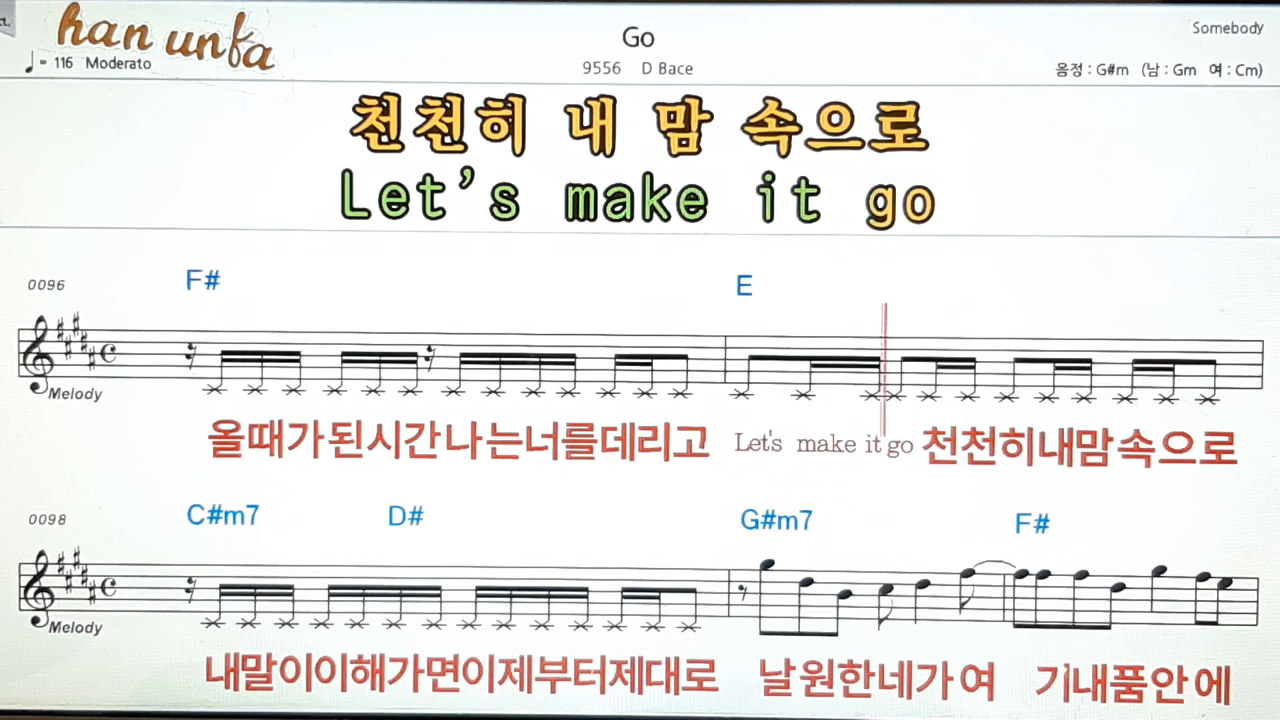 han unfa
ct.
Go
Somebody
= 116 Moderato
9556 D Bace
음정 : G#m (남 : Gm 여 : Cm)
천천히 내 맘 속으로
Let's make it go
0096
F#
E
Melody
올때가된시간나는너를데리고 Let's make it go 천천히내맘속으로
0098
C#m7 D# G#m7 F#
Melody
내말이이해가면이제부터제대로 날원한네가여 기내품안에